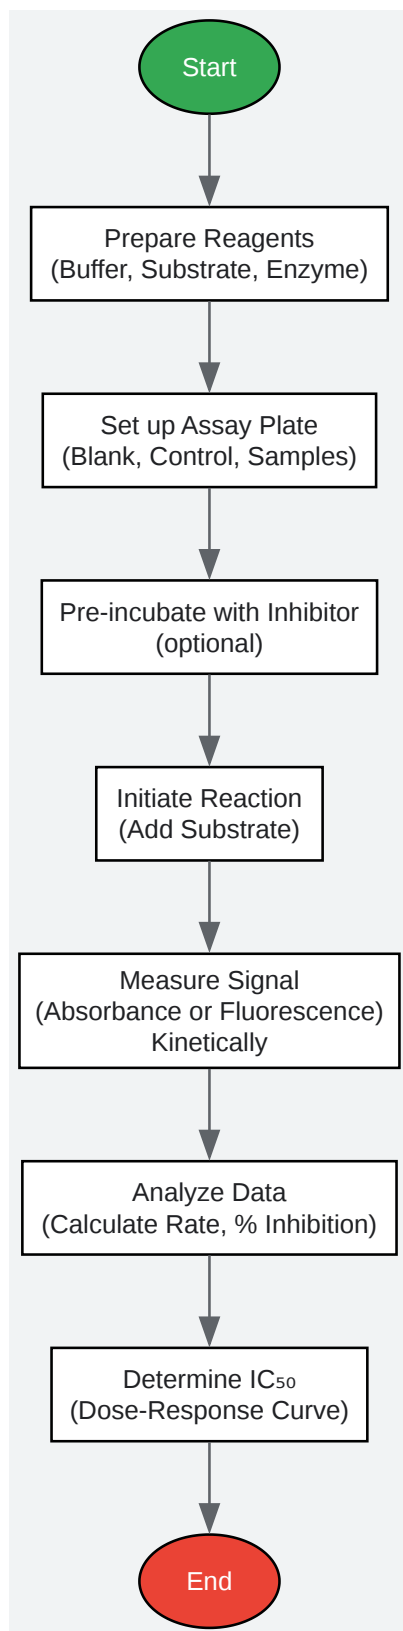 Start
Prepare Reagents
(Buffer, Substrate, Enzyme)
Set up Assay Plate
(Blank, Control, Samples)
Pre-incubate with Inhibitor
(optional)
Initiate Reaction
(Add Substrate)
Measure Signal
(Absorbance or Fluorescence)
Kinetically
Analyze Data
(Calculate Rate, % Inhibition)
Determine IC₅₀
(Dose-Response Curve)
End